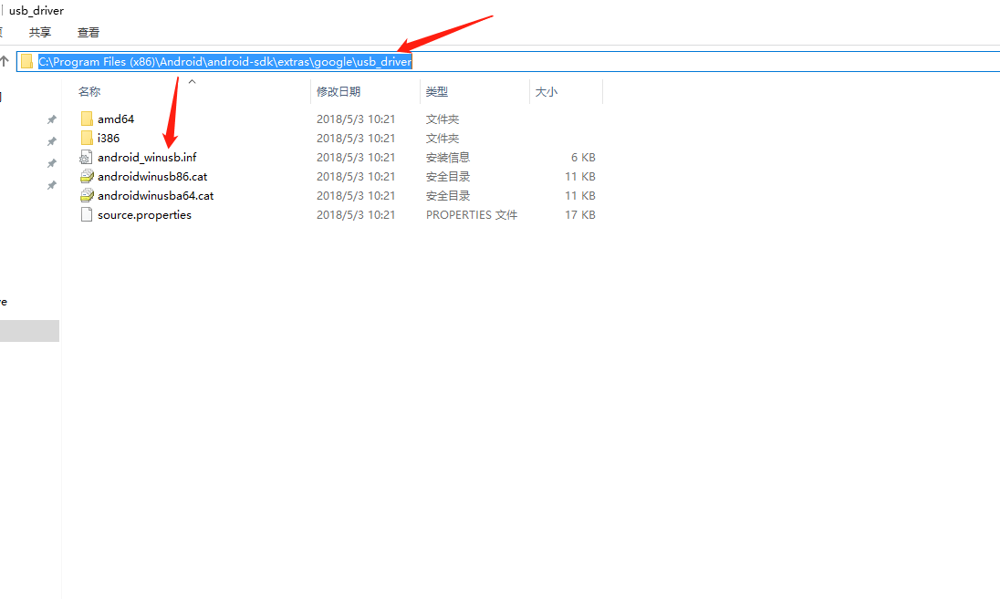 usb_driver
共享 查看
C:\Program Files (x86)\Android\android-sdk\extras\google\usb_driver
名称 修改日期 类型 大小
amd64 2018/5/3 10:21 文件夹
i386 2018/5/3 10:21 文件夹
android_winusb.inf 2018/5/3 10:21 安装信息 6 KB
androidwinusb86.cat 2018/5/3 10:21 安全目录 11 KB
androidwinusba64.cat 2018/5/3 10:21 安全目录 11 KB
source.properties 2018/5/3 10:21 PROPERTIES 文件 17 KB